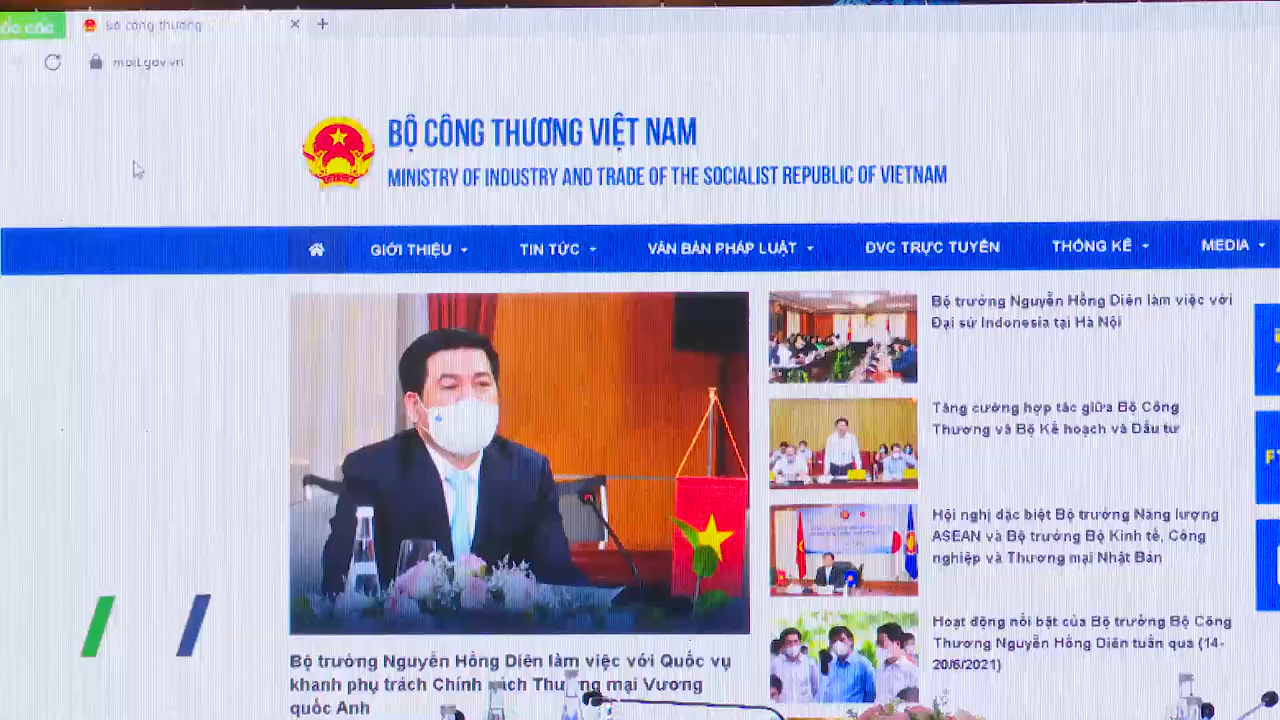 cốc cốc
Bộ công thương
moit.gov.vn
BỘ CÔNG THƯƠNG VIỆT NAM
MINISTRY OF INDUSTRY AND TRADE OF THE SOCIALIST REPUBLIC OF VIETNAM
GIỚI THIỆU
TIN TỨC
VĂN BẢN PHÁP LUẬT
DVC TRỰC TUYẾN
THỐNG KÊ
MEDIA
Bộ trưởng Nguyễn Hồng Diên làm việc với Quốc vụ
khanh phụ trách Chính sách Thương mại Vương
quốc Anh
Bộ trưởng Nguyễn Hồng Diên làm việc với
Đại sứ Indonesia tại Hà Nội
Tăng cường hợp tác giữa Bộ Công
Thương và Bộ Kế hoạch và Đầu tư
Hội nghị đặc biệt Bộ trưởng Năng lượng
ASEAN và Bộ trưởng Bộ Kinh tế, Công
nghiệp và Thương mại Nhật Bản
Hoạt động nổi bật của Bộ trưởng Bộ Công
Thương Nguyễn Hồng Diên tuần qua (14-
20/6/2021)